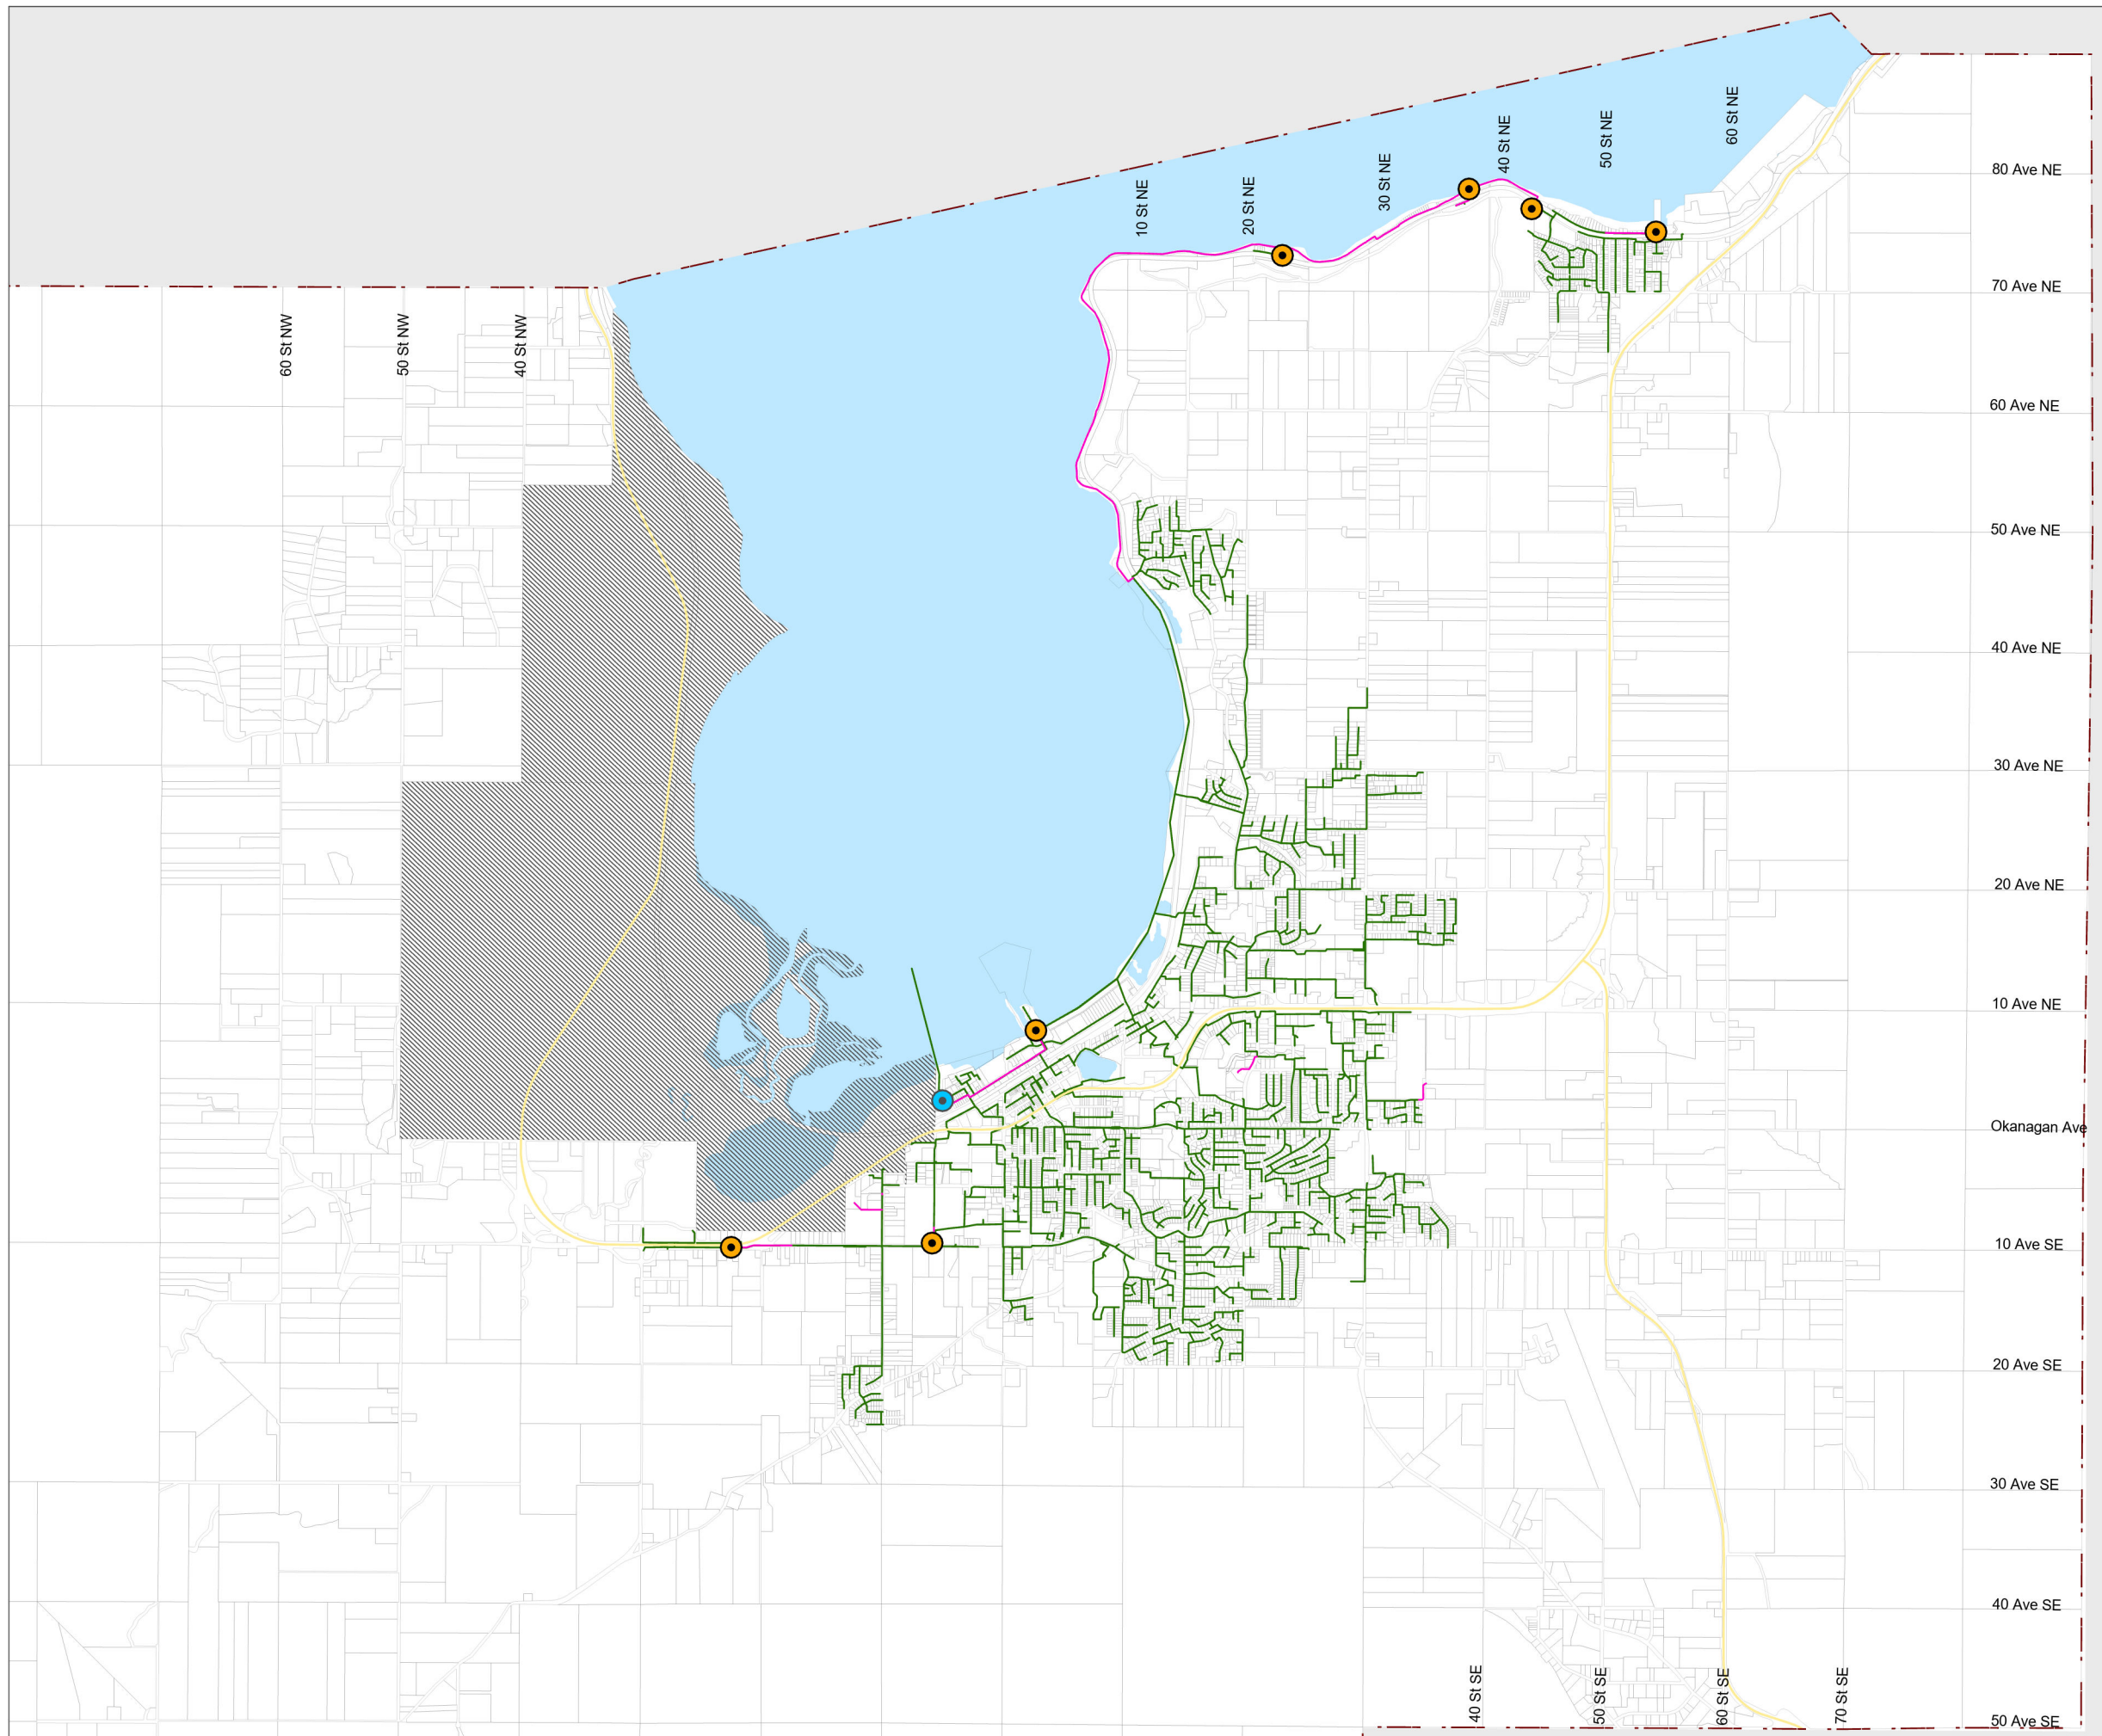 60 St NE
50 St NE
40 St NE
30 St NE
20 St NE
10 St NE
80 Ave NE
70 Ave NE
60 St NW
50 St NW
40 St NW
60 Ave NE
50 Ave NE
40 Ave NE
30 Ave NE
20 Ave NE
10 Ave NE
Okanagan Ave
10 Ave SE
20 Ave SE
30 Ave SE
40 Ave SE
40 St SE
50 St SE
60 St SE
70 St SE
50 Ave SE